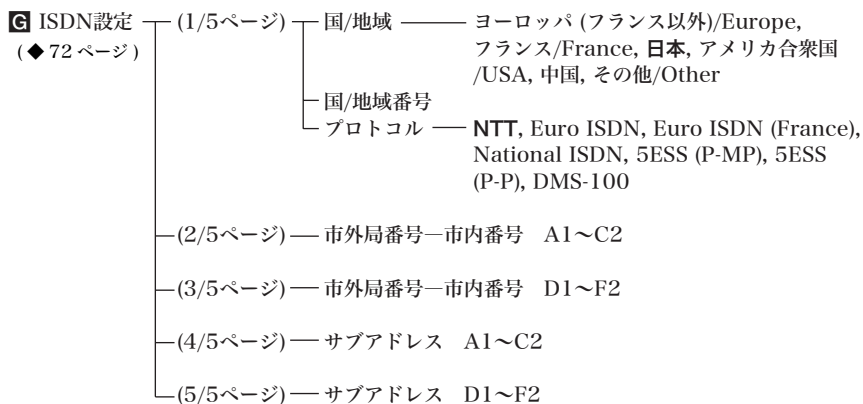 G ISDN設定 (1/5ページ) 国/地域 ヨーロッパ (フランス以外)/Europe,
(◆72ページ) フランス/France, 日本, アメリカ合衆国
/USA, 中国, その他/Other
国/地域番号
プロトコル NTT, Euro ISDN, Euro ISDN (France),
National ISDN, 5ESS (P-MP), 5ESS
(P-P), DMS-100
(2/5ページ) 市外局番号―市内番号 A1～C2
(3/5ページ) 市外局番号―市内番号 D1～F2
(4/5ページ) サブアドレス A1～C2
(5/5ページ) サブアドレス D1～F2